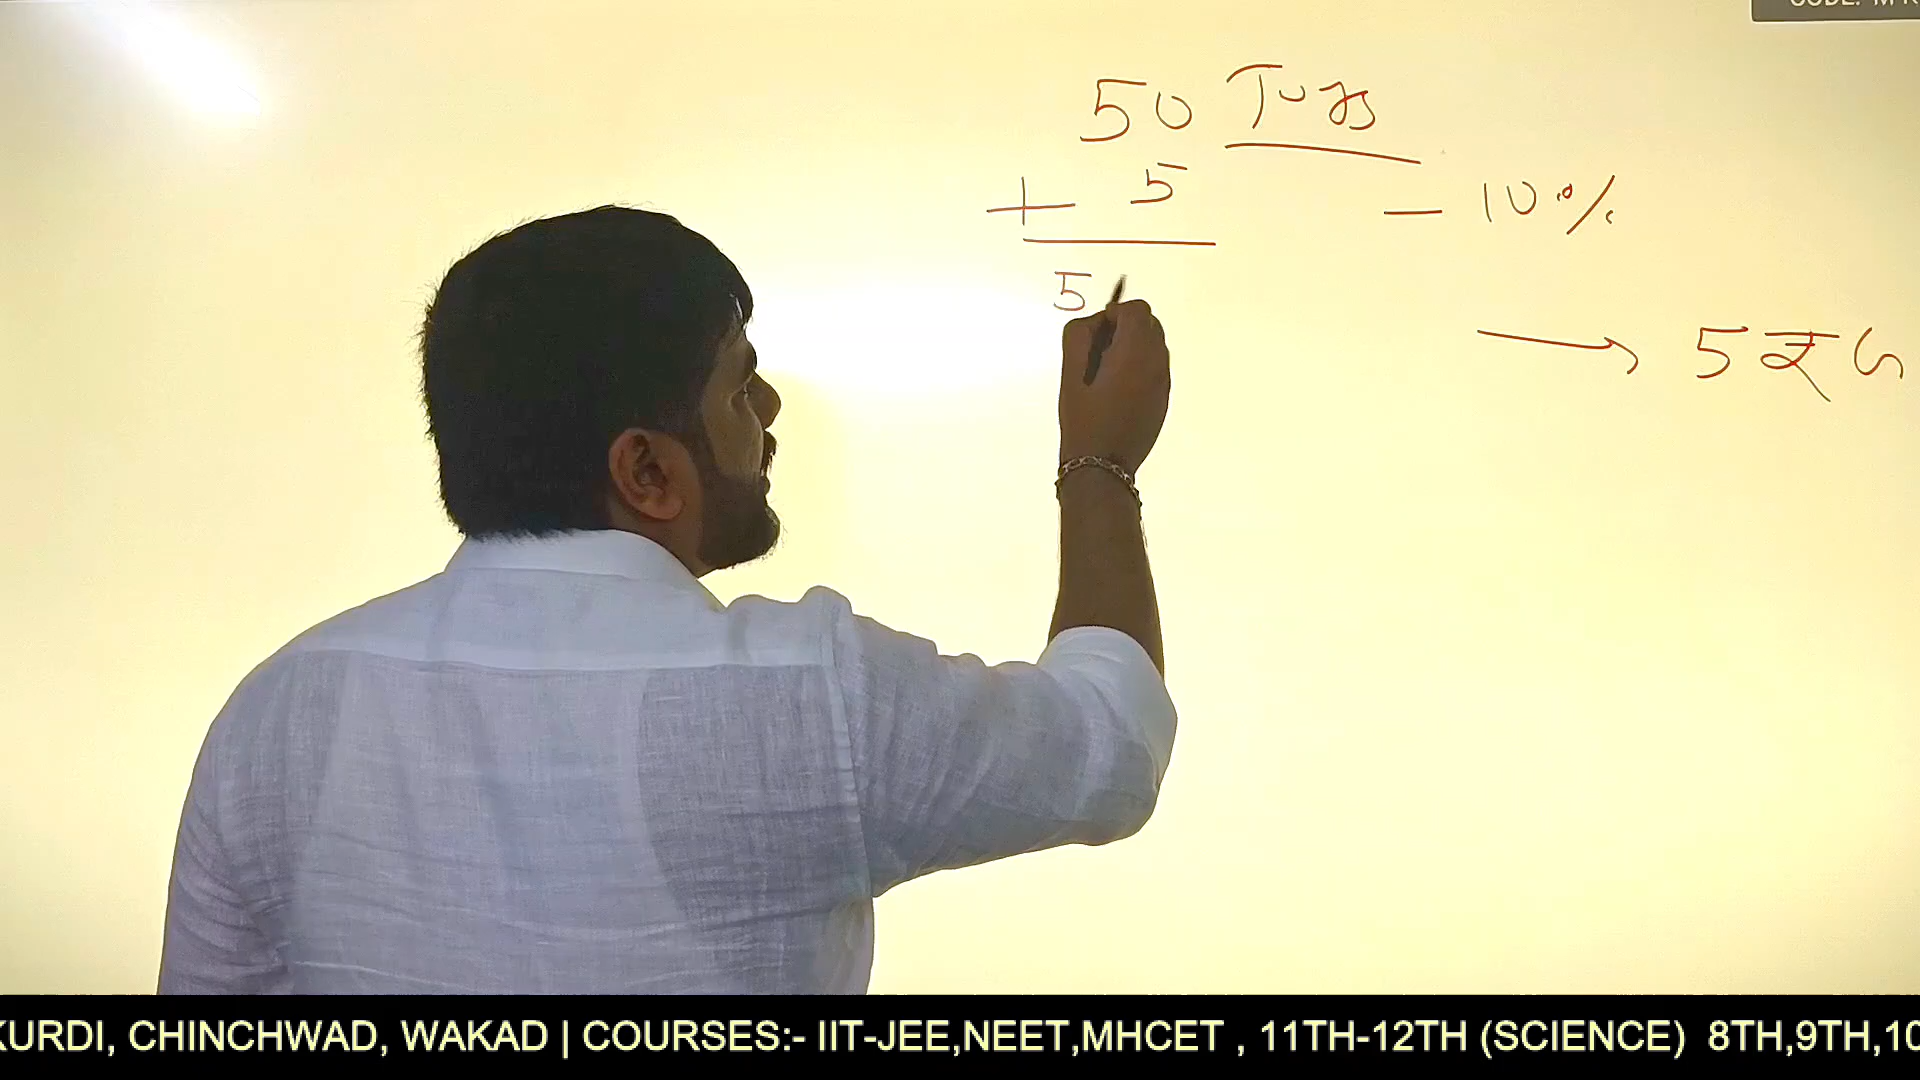 CODE: M K
50
+ 5
- 10%
5
→ 5₹
KURDI, CHINCHWAD, WAKAD | COURSES:- IIT-JEE,NEET,MHCET , 11TH-12TH (SCIENCE) 8TH,9TH,10